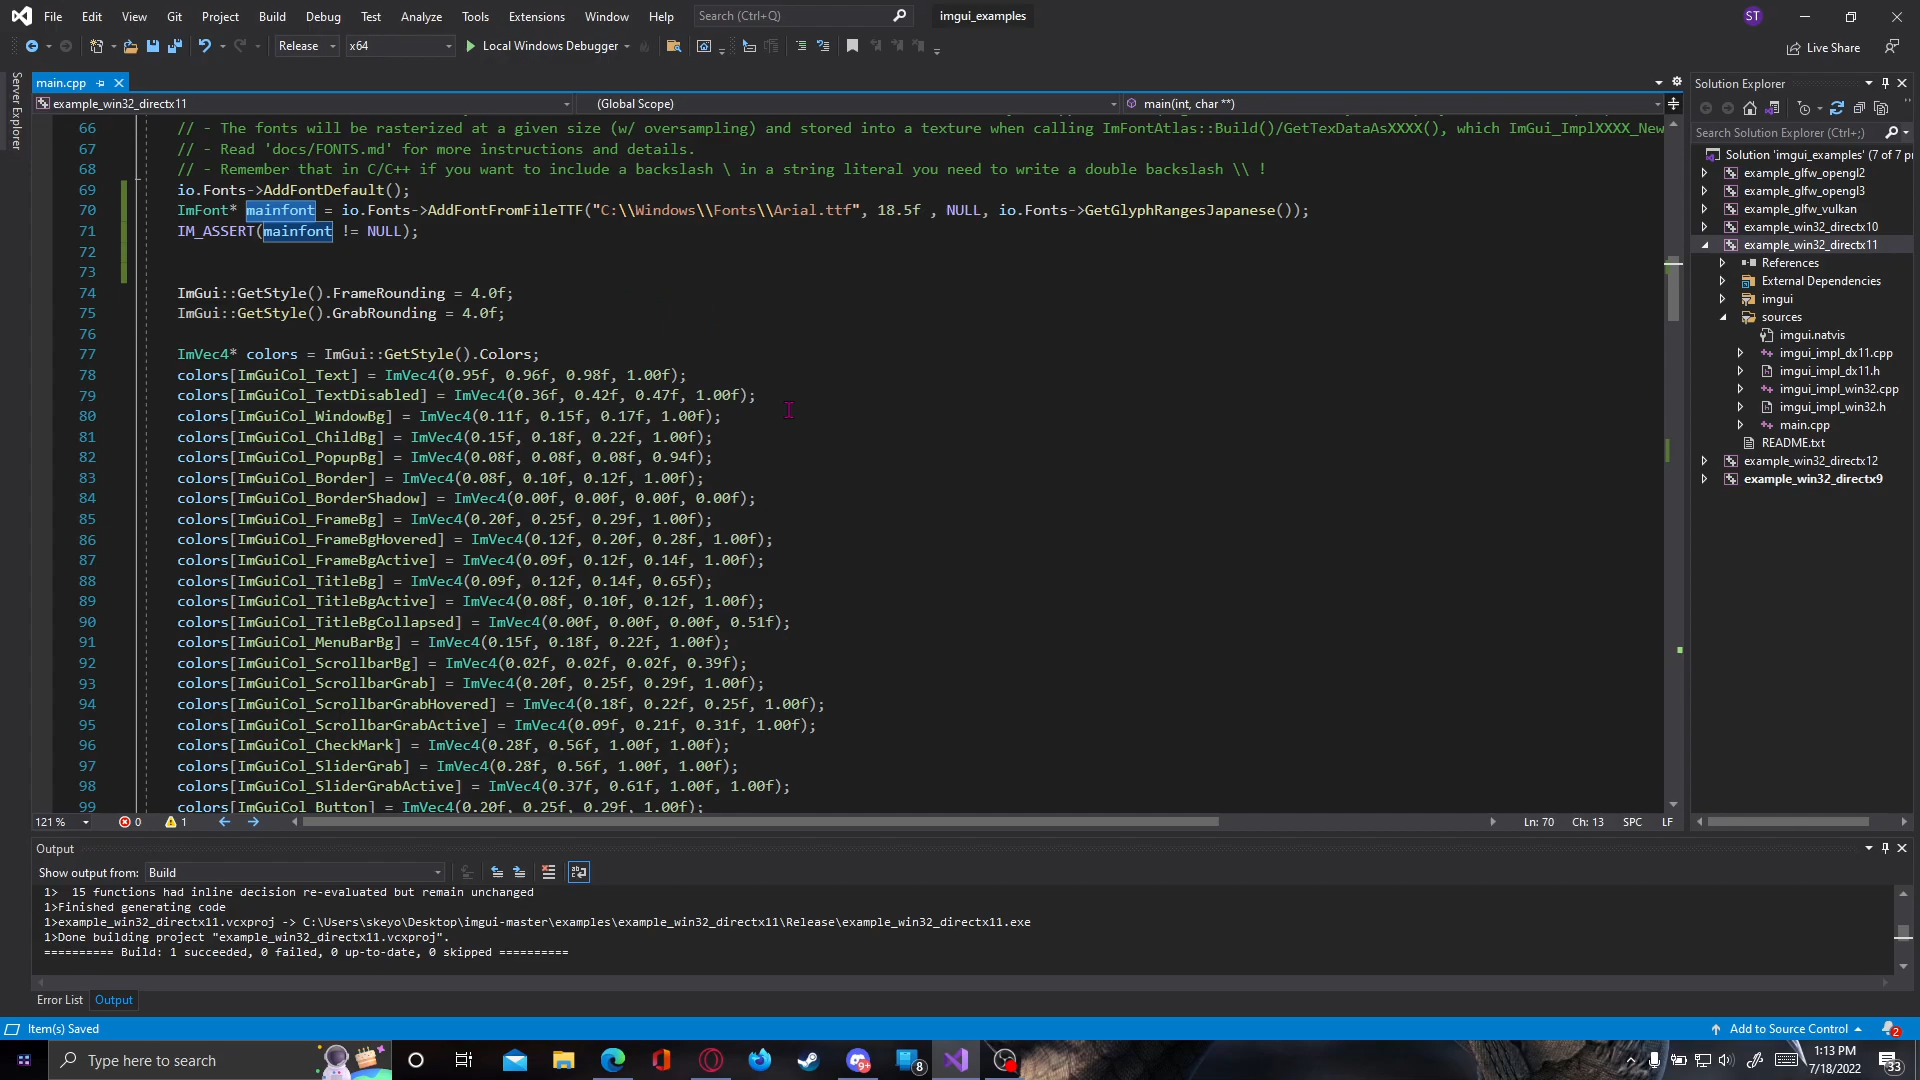 File Edit View Git Project Build Debug Test Analyze Tools Extensions Window Help Search (Ctrl+Q) imgui_examples ST
Release x64 Local Windows Debugger Live Share
Server Explorer
main.cpp
example_win32_directx11 (Global Scope) main(int, char **)
66 // - The fonts will be rasterized at a given size (w/ oversampling) and stored into a texture when calling ImFontAtlas::Build()/GetTexDataAsXXXX(), which ImGui_ImplXXXX_New
67 // - Read 'docs/FONTS.md' for more instructions and details.
68 // - Remember that in C/C++ if you want to include a backslash \ in a string literal you need to write a double backslash \\ !
69 io.Fonts->AddFontDefault();
70 ImFont* mainfont = io.Fonts->AddFontFromFileTTF("C:\\Windows\\Fonts\\Arial.ttf", 18.5f , NULL, io.Fonts->GetGlyphRangesJapanese());
71 IM_ASSERT(mainfont != NULL);
72
73
74 ImGui::GetStyle().FrameRounding = 4.0f;
75 ImGui::GetStyle().GrabRounding = 4.0f;
76
77 ImVec4* colors = ImGui::GetStyle().Colors;
78 colors[ImGuiCol_Text] = ImVec4(0.95f, 0.96f, 0.98f, 1.00f);
79 colors[ImGuiCol_TextDisabled] = ImVec4(0.36f, 0.42f, 0.47f, 1.00f);
80 colors[ImGuiCol_WindowBg] = ImVec4(0.11f, 0.15f, 0.17f, 1.00f);
81 colors[ImGuiCol_ChildBg] = ImVec4(0.15f, 0.18f, 0.22f, 1.00f);
82 colors[ImGuiCol_PopupBg] = ImVec4(0.08f, 0.08f, 0.08f, 0.94f);
83 colors[ImGuiCol_Border] = ImVec4(0.08f, 0.10f, 0.12f, 1.00f);
84 colors[ImGuiCol_BorderShadow] = ImVec4(0.00f, 0.00f, 0.00f, 0.00f);
85 colors[ImGuiCol_FrameBg] = ImVec4(0.20f, 0.25f, 0.29f, 1.00f);
86 colors[ImGuiCol_FrameBgHovered] = ImVec4(0.12f, 0.20f, 0.28f, 1.00f);
87 colors[ImGuiCol_FrameBgActive] = ImVec4(0.09f, 0.12f, 0.14f, 1.00f);
88 colors[ImGuiCol_TitleBg] = ImVec4(0.09f, 0.12f, 0.14f, 0.65f);
89 colors[ImGuiCol_TitleBgActive] = ImVec4(0.08f, 0.10f, 0.12f, 1.00f);
90 colors[ImGuiCol_TitleBgCollapsed] = ImVec4(0.00f, 0.00f, 0.00f, 0.51f);
91 colors[ImGuiCol_MenuBarBg] = ImVec4(0.15f, 0.18f, 0.22f, 1.00f);
92 colors[ImGuiCol_ScrollbarBg] = ImVec4(0.02f, 0.02f, 0.02f, 0.39f);
93 colors[ImGuiCol_ScrollbarGrab] = ImVec4(0.20f, 0.25f, 0.29f, 1.00f);
94 colors[ImGuiCol_ScrollbarGrabHovered] = ImVec4(0.18f, 0.22f, 0.25f, 1.00f);
95 colors[ImGuiCol_ScrollbarGrabActive] = ImVec4(0.09f, 0.21f, 0.31f, 1.00f);
96 colors[ImGuiCol_CheckMark] = ImVec4(0.28f, 0.56f, 1.00f, 1.00f);
97 colors[ImGuiCol_SliderGrab] = ImVec4(0.28f, 0.56f, 1.00f, 1.00f);
98 colors[ImGuiCol_SliderGrabActive] = ImVec4(0.37f, 0.61f, 1.00f, 1.00f);
99 colors[ImGuiCol_Button] = ImVec4(0.20f, 0.25f, 0.29f, 1.00f);
121 % 0 1 Ln: 70 Ch: 13 SPC LF
Solution Explorer
Search Solution Explorer (Ctrl+;)
Solution 'imgui_examples' (7 of 7 pr
example_glfw_opengl2
example_glfw_opengl3
example_glfw_vulkan
example_win32_directx10
example_win32_directx11
References
External Dependencies
imgui
sources
imgui.natvis
imgui_impl_dx11.cpp
imgui_impl_dx11.h
imgui_impl_win32.cpp
imgui_impl_win32.h
main.cpp
README.txt
example_win32_directx12
example_win32_directx9
Output
Show output from: Build
1>  15 functions had inline decision re-evaluated but remain unchanged
1>Finished generating code
1>example_win32_directx11.vcxproj -> C:\Users\skeyo\Desktop\imgui-master\examples\example_win32_directx11\Release\example_win32_directx11.exe
1>Done building project "example_win32_directx11.vcxproj".
========== Build: 1 succeeded, 0 failed, 0 up-to-date, 0 skipped ==========
Error List Output
Item(s) Saved Add to Source Control 2
Type here to search 9+ 8 1:13 PM
7/18/2022 33